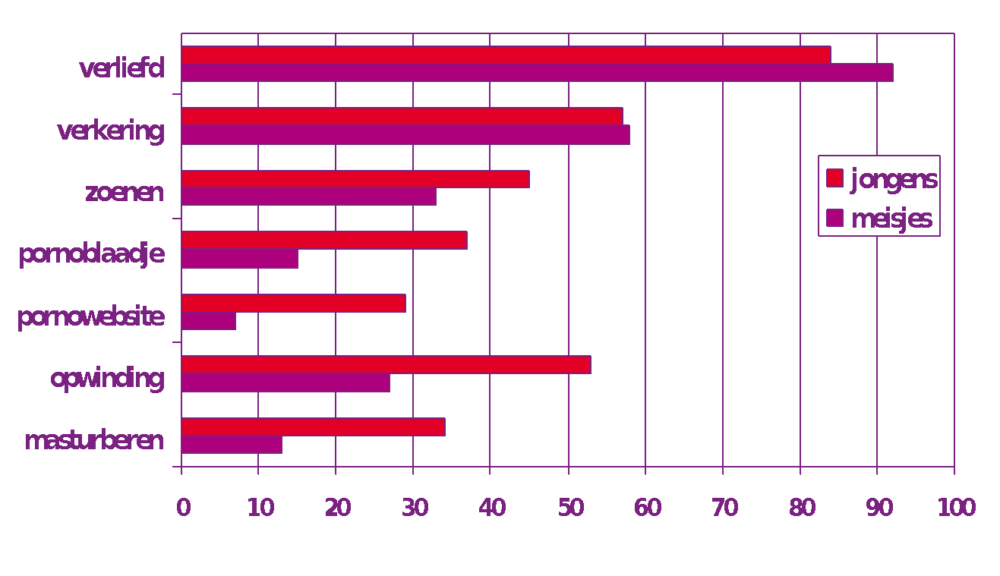 verliefd
verkering
zoenen
pornoblaadje
pornowebsite
opwinding
masturberen
jongens
meisjes
0 10 20 30 40 50 60 70 80 90 100